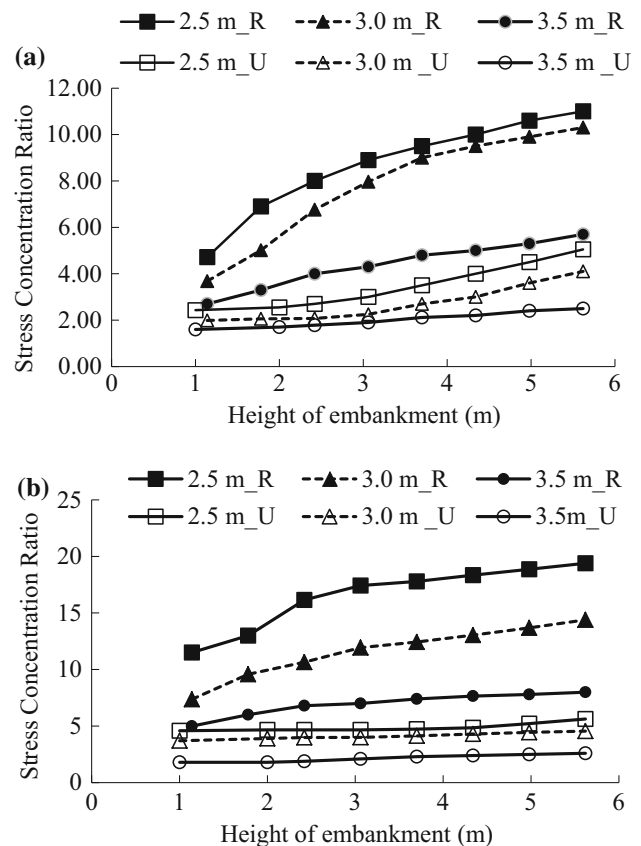 (a)
2.5 m_R 3.0 m_R 3.5 m_R
2.5 m_U 3.0 m _U 3.5 m_U
12.00
10.00
8.00
6.00
4.00
2.00
0.00
Stress Concentration Ratio
0 1 2 3 4 5 6
Height of embankment (m)
(b)
2.5 m_R 3.0 m_R 3.5 m_R
2.5 m_U 3.0 m _U 3.5m_U
25
20
15
10
5
0
Stress Concentration Ratio
0 1 2 3 4 5 6
Height of embankment (m)